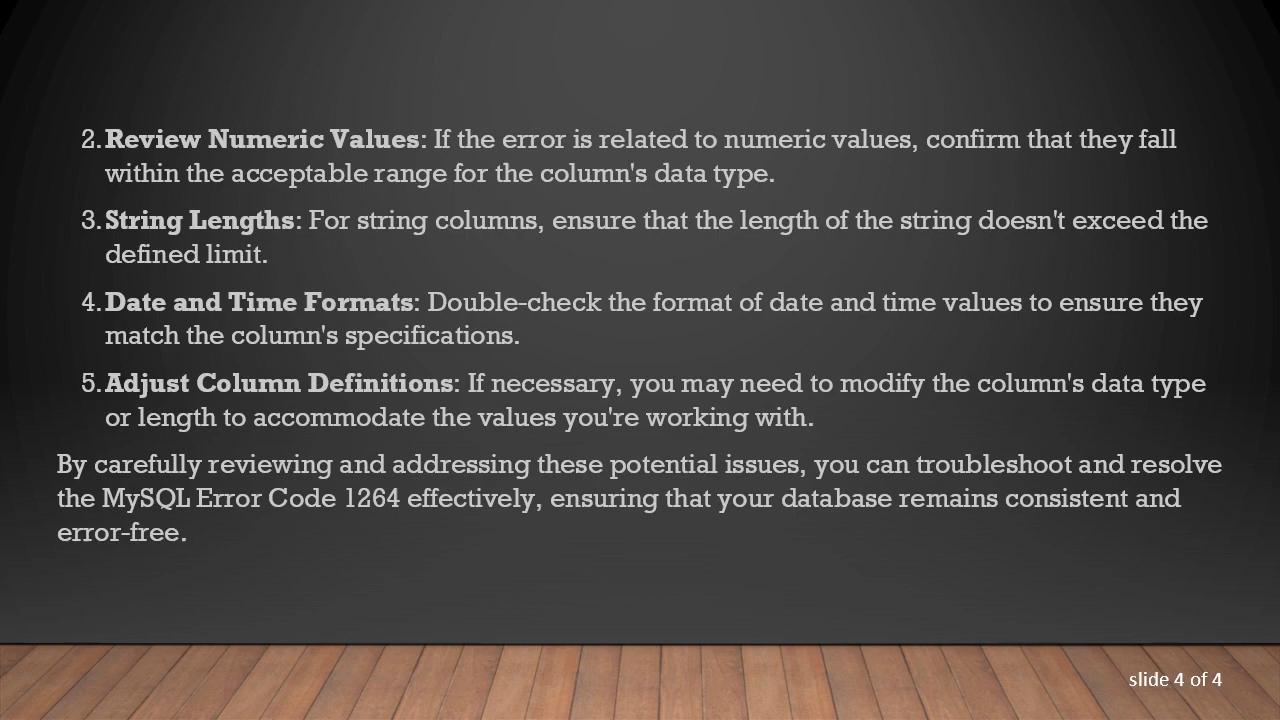 2. Review Numeric Values: If the error is related to numeric values, confirm that they fall
within the acceptable range for the column's data type.
3. String Lengths: For string columns, ensure that the length of the string doesn't exceed the
defined limit.
4. Date and Time Formats: Double-check the format of date and time values to ensure they
match the column's specifications.
5. Adjust Column Definitions: If necessary, you may need to modify the column's data type
or length to accommodate the values you're working with.
By carefully reviewing and addressing these potential issues, you can troubleshoot and resolve
the MySQL Error Code 1264 effectively, ensuring that your database remains consistent and
error-free.
slide 4 of 4